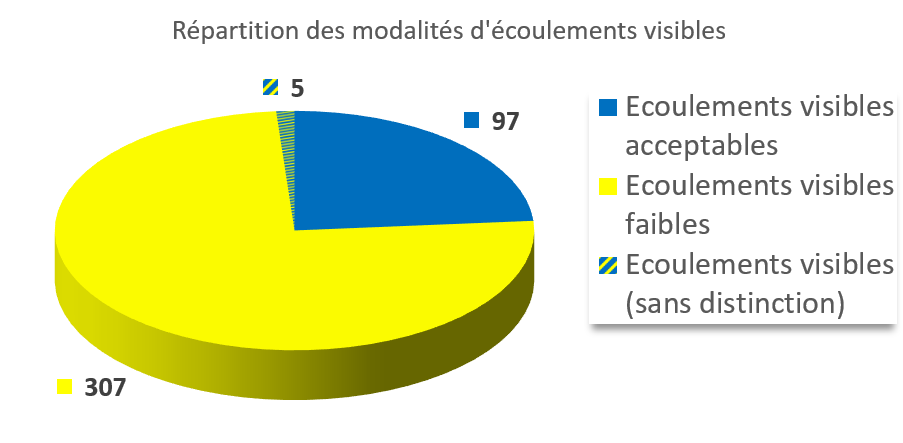 Répartition des modalités d'écoulements visibles
5
97
307
Ecoulements visibles
acceptables
Ecoulements visibles
faibles
Ecoulements visibles
(sans distinction)